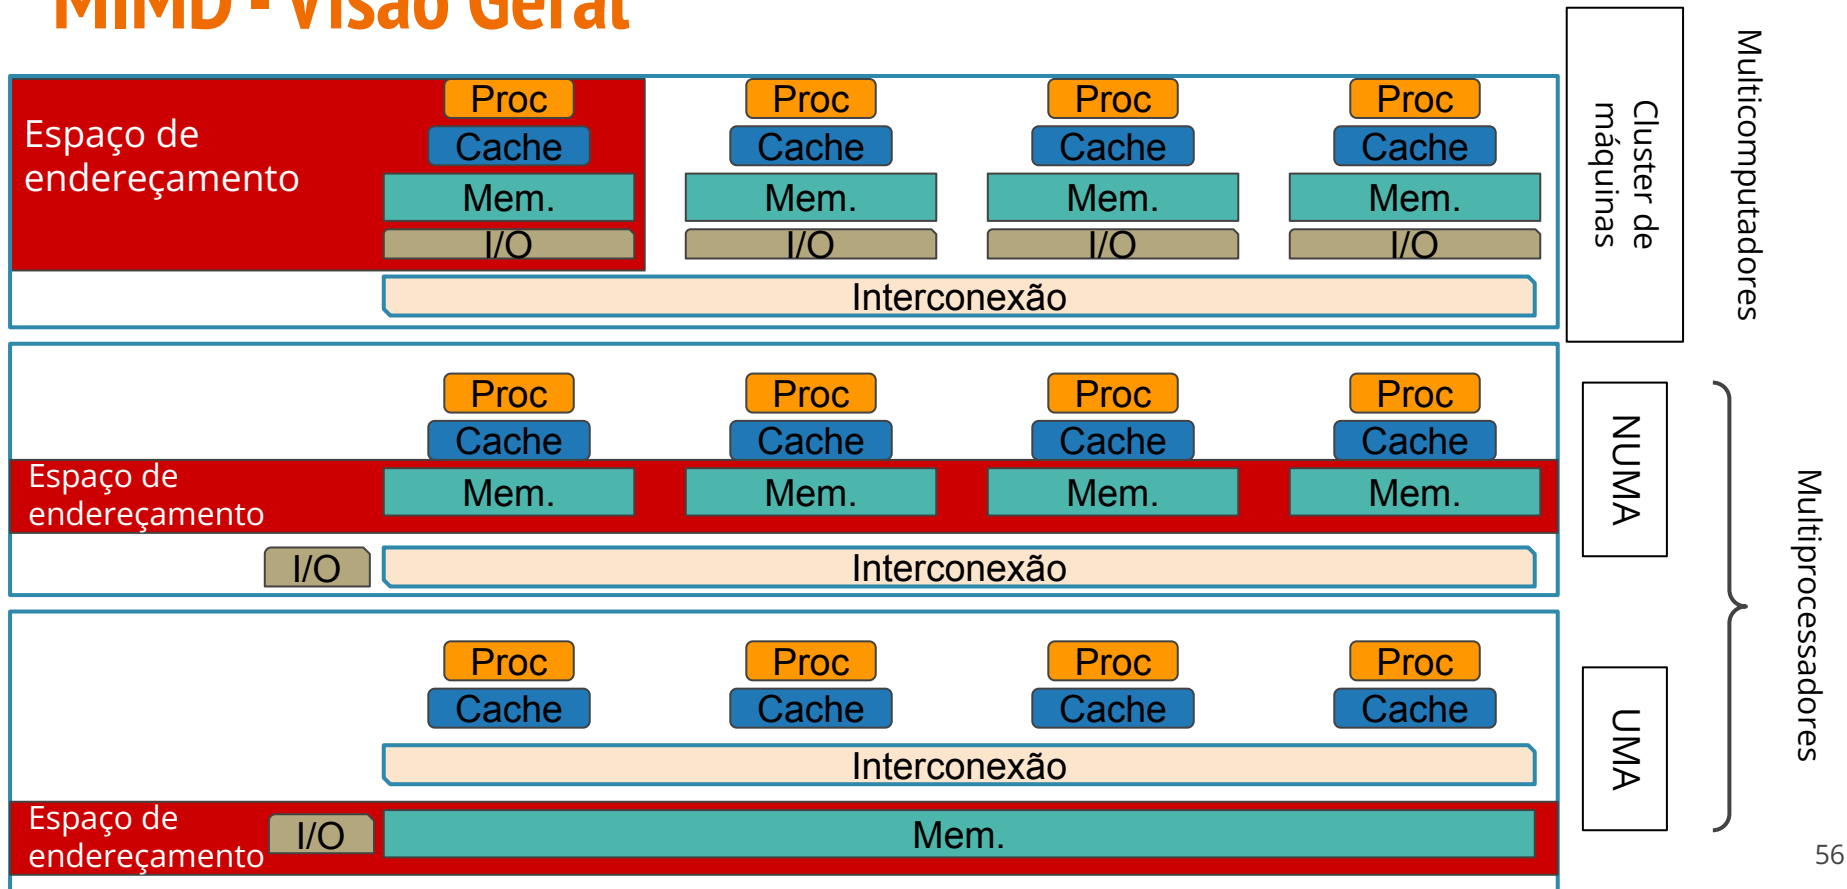 MIMD - Visão Geral
Espaço de
endereçamento
Proc Proc Proc Proc
Cache Cache Cache Cache
Mem. Mem. Mem. Mem.
I/O I/O I/O I/O
Interconexão
Cluster de
máquinas
Multicomputadores
Proc Proc Proc Proc
Cache Cache Cache Cache
Espaço de
endereçamento
Mem. Mem. Mem. Mem.
I/O Interconexão
NUMA
Multiprocessadores
Proc Proc Proc Proc
Cache Cache Cache Cache
Interconexão
Espaço de
endereçamento
I/O Mem.
UMA
56